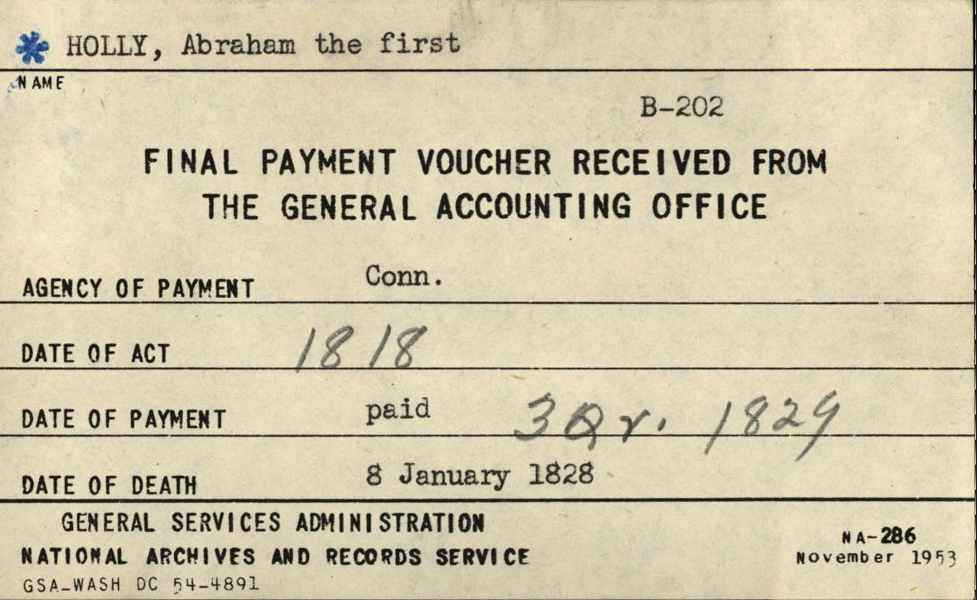 * HOLLY, Abraham the first
NAME
B-202
FINAL PAYMENT VOUCHER RECEIVED FROM
THE GENERAL ACCOUNTING OFFICE
AGENCY OF PAYMENT Conn.
DATE OF ACT 1818
DATE OF PAYMENT paid 3 Qr. 1829
DATE OF DEATH 8 January 1828
GENERAL SERVICES ADMINISTRATION
NATIONAL ARCHIVES AND RECORDS SERVICE
GSA-WASH DC 54-4891
NA-286
November 1953